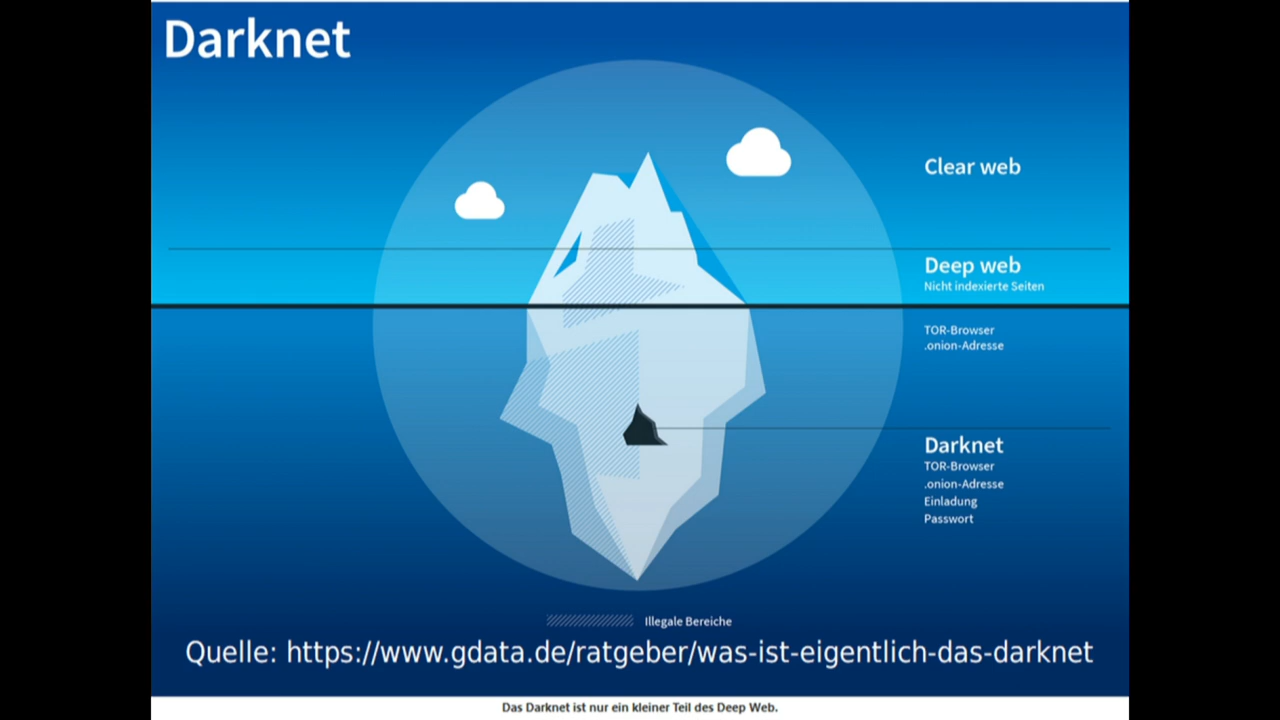 Darknet
Clear web
Deep web
Nicht indexierte Seiten
TOR-Browser
.onion-Adresse
Darknet
TOR-Browser
.onion-Adresse
Einladung
Passwort
Illegale Bereiche
Quelle: https://www.gdata.de/ratgeber/was-ist-eigentlich-das-darknet
Das Darknet ist nur ein kleiner Teil des Deep Web.